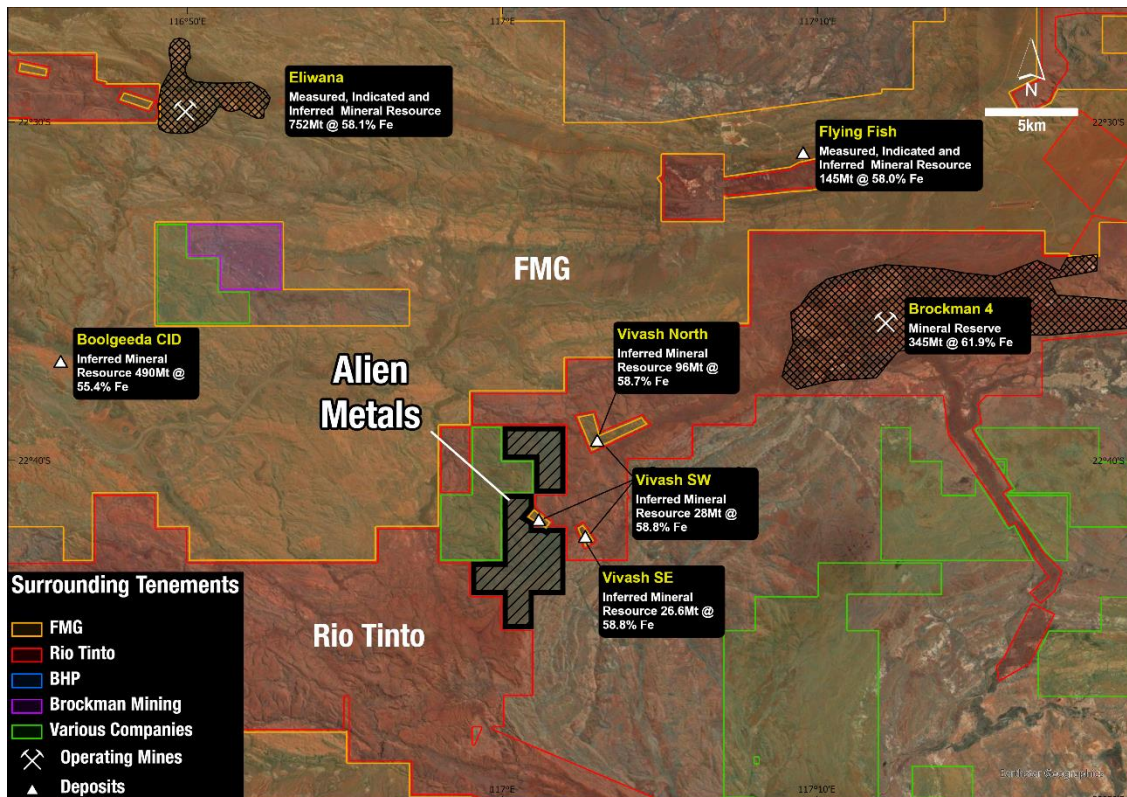 116°50'
117°E
117°10'
Eliwana
Measured, Indicated and
Inferred Mineral Resource
752Mt @ 58.1% Fe
N
5km
22°30'S
22°30'S
Flying Fish
Measured, Indicated and
Inferred Mineral Resource
145Mt @ 58.0% Fe
FMG
Brockman 4
Mineral Reserve
345Mt @ 61.9% Fe
Boolgeeda CID
Inferred Mineral
Resource 490Mt @
55.4% Fe
Vivash North
Inferred Mineral
Resource 96Mt @
58.7% Fe
Alien
Metals
22°40'S
22°40'S
Vivash SW
Inferred Mineral
Resource 28Mt @
58.8% Fe
Vivash SE
Inferred Mineral
Resource 26.6Mt @
58.8% Fe
Rio Tinto
Surrounding Tenements
FMG
Rio Tinto
BHP
Brockman Mining
Various Companies
Operating Mines
Deposits
Earthstar Geographics
116°50'
117°E
117°10'